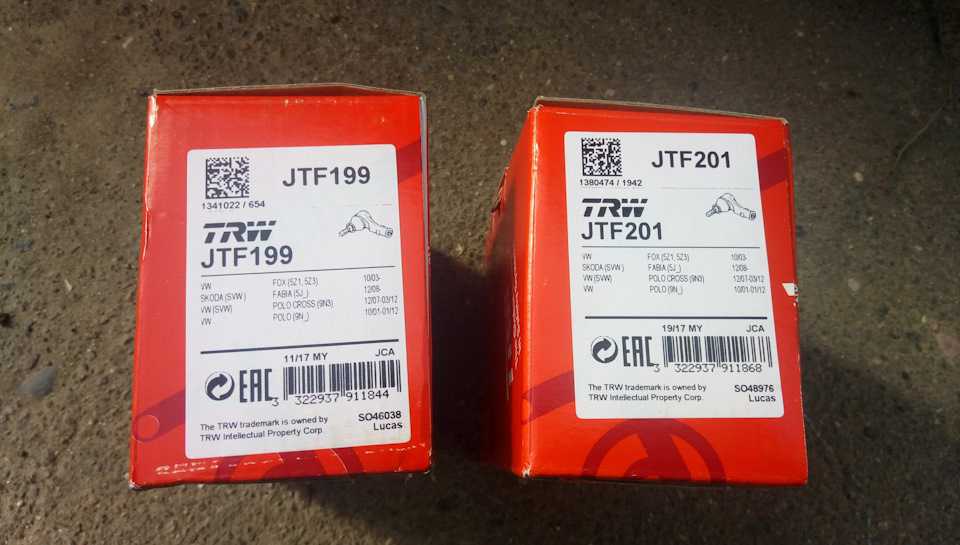 JTF199
1341022 / 654
TRW
JTF199
VW FOX (5Z1, 5Z3) 10/03-
SKODA (SVW) FABIA (5J_) 12/08-
VW (SVW) POLO CROSS (9N3) 12/07-03/12
VW POLO (9N_) 10/01-01/12
11/17 MY JCA
EAC
3 322937 911844
The TRW trademark is owned by
TRW Intellectual Property Corp.
SO46038
Lucas
JTF201
1380474 / 1942
TRW
JTF201
VW FOX (5Z1, 5Z3) 10/03-
SKODA (SVW ) FABIA (5J_) 12/08-
VW (SVW) POLO CROSS (9N3) 12/07-03/12
VW POLO (9N_) 10/01-01/12
19/17 MY JCA
EAC
3 322937 911868
The TRW trademark is owned by
TRW Intellectual Property Corp.
SO48976
Lucas